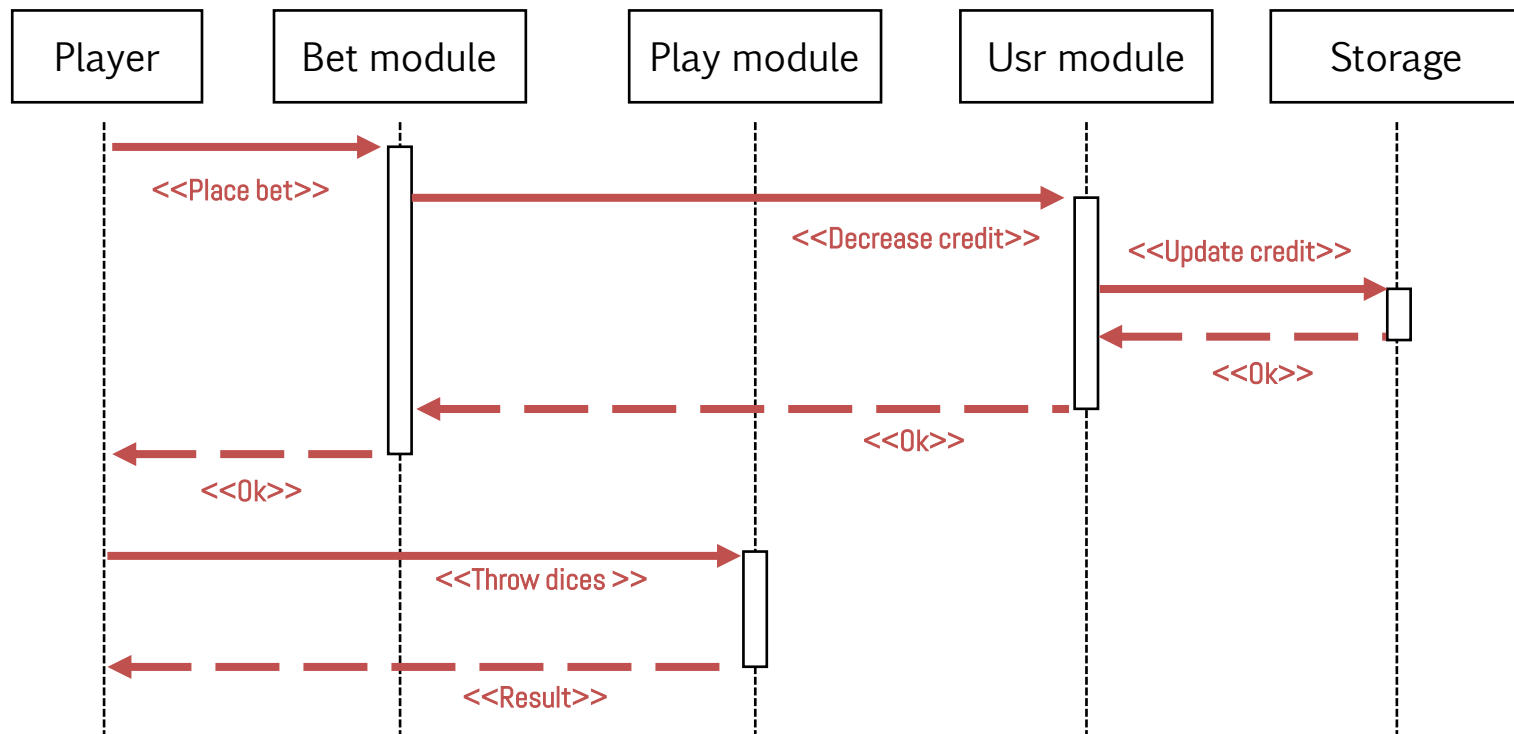 Player
Bet module
Play module
Usr module
Storage
<<Place bet>>
<<Decrease credit>>
<<Update credit>>
<<Ok>>
<<Ok>>
<<Ok>>
<<Throw dices >>
<<Result>>